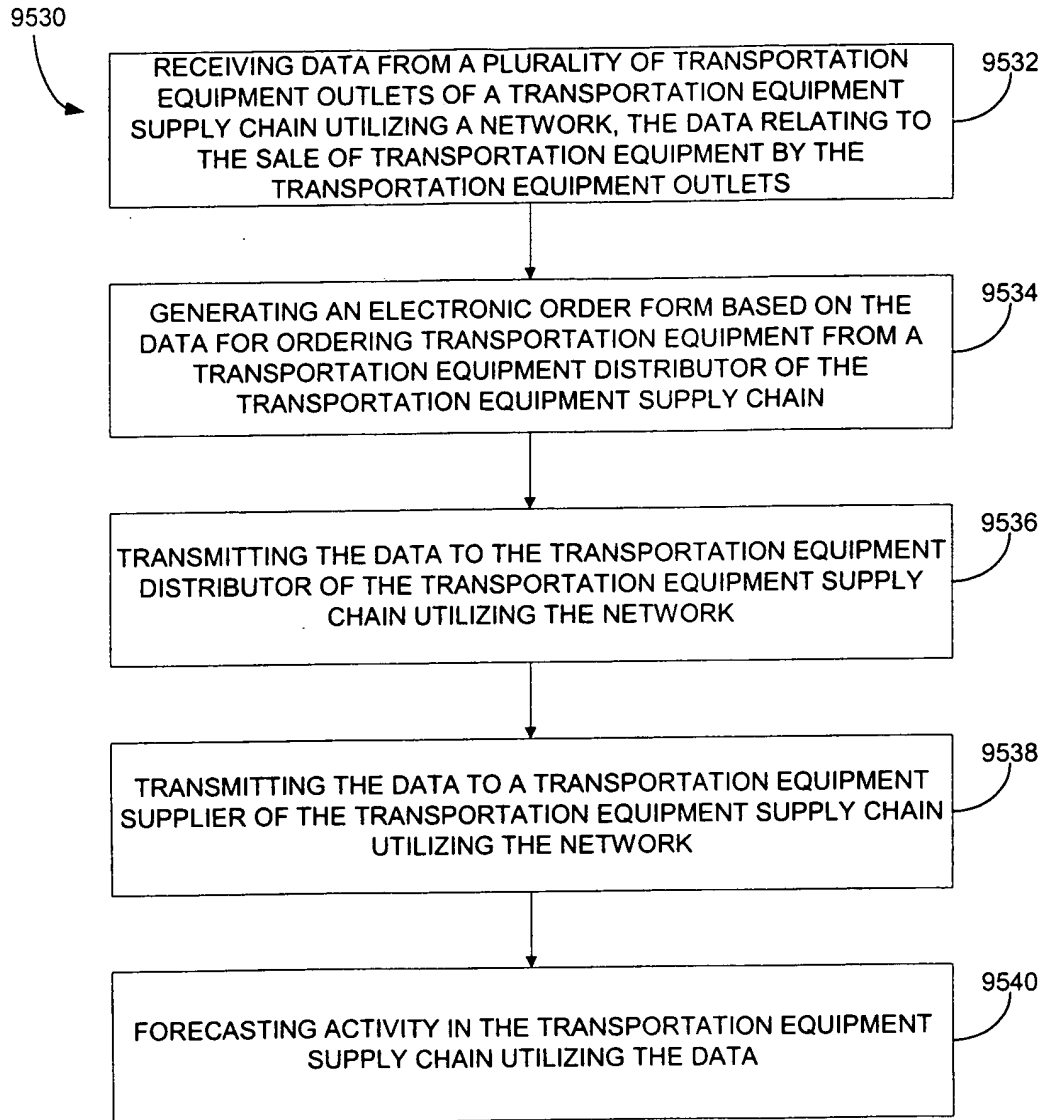 9530
RECEIVING DATA FROM A PLURALITY OF TRANSPORTATION
EQUIPMENT OUTLETS OF A TRANSPORTATION EQUIPMENT
SUPPLY CHAIN UTILIZING A NETWORK, THE DATA RELATING TO
THE SALE OF TRANSPORTATION EQUIPMENT BY THE
TRANSPORTATION EQUIPMENT OUTLETS
9532
GENERATING AN ELECTRONIC ORDER FORM BASED ON THE
DATA FOR ORDERING TRANSPORTATION EQUIPMENT FROM A
TRANSPORTATION EQUIPMENT DISTRIBUTOR OF THE
TRANSPORTATION EQUIPMENT SUPPLY CHAIN
9534
TRANSMITTING THE DATA TO THE TRANSPORTATION EQUIPMENT
DISTRIBUTOR OF THE TRANSPORTATION EQUIPMENT SUPPLY
CHAIN UTILIZING THE NETWORK
9536
TRANSMITTING THE DATA TO A TRANSPORTATION EQUIPMENT
SUPPLIER OF THE TRANSPORTATION EQUIPMENT SUPPLY CHAIN
UTILIZING THE NETWORK
9538
FORECASTING ACTIVITY IN THE TRANSPORTATION EQUIPMENT
SUPPLY CHAIN UTILIZING THE DATA
9540